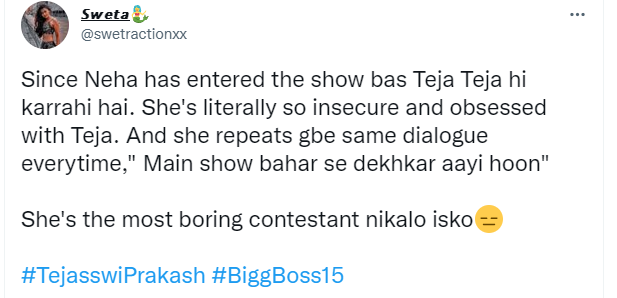 Sweta🧜‍♀️
@swetractionxx
Since Neha has entered the show bas Teja Teja hi
karrahi hai. She's literally so insecure and obsessed
with Teja. And she repeats gbe same dialogue
everytime," Main show bahar se dekhkar aayi hoon"
She's the most boring contestant nikalo isko😑
#TejasswiPrakash #BiggBoss15